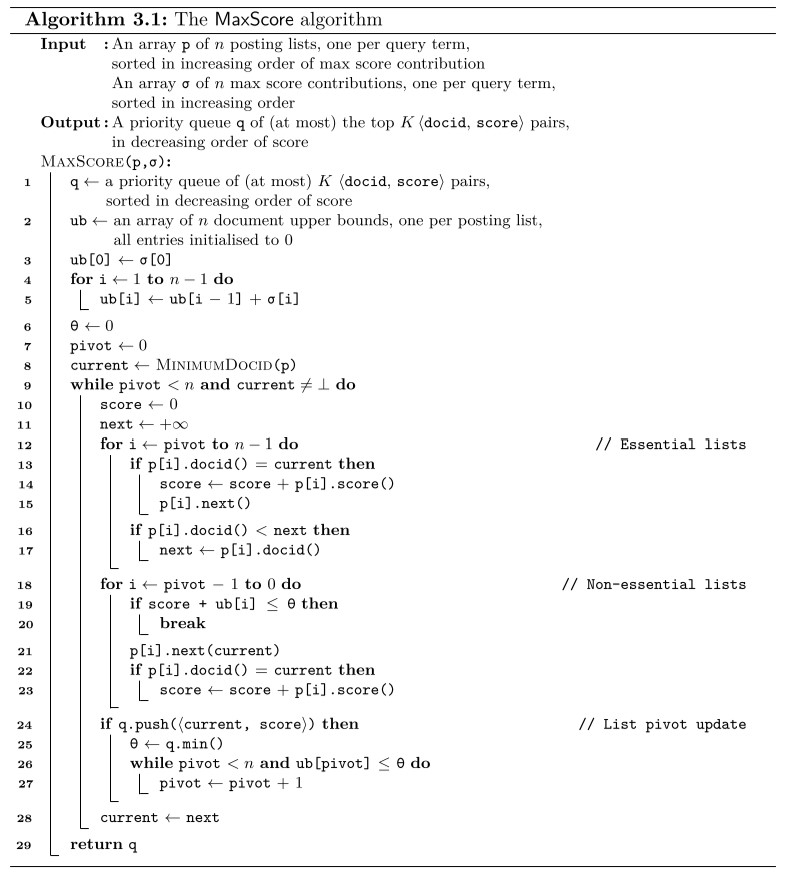 Algorithm 3.1: The MaxScore algorithm
Input : An array p of n posting lists, one per query term,
sorted in increasing order of max score contribution
An array σ of n max score contributions, one per query term,
sorted in increasing order
Output: A priority queue q of (at most) the top K ⟨docid, score⟩ pairs,
in decreasing order of score
MaxScore(p,σ):
1 q ← a priority queue of (at most) K ⟨docid, score⟩ pairs,
sorted in decreasing order of score
2 ub ← an array of n document upper bounds, one per posting list,
all entries initialised to 0
3 ub[0] ← σ[0]
4 for i ← 1 to n − 1 do
5 ub[i] ← ub[i − 1] + σ[i]
6 θ ← 0
7 pivot ← 0
8 current ← MinimumDocid(p)
9 while pivot < n and current ≠ ⊥ do
10 score ← 0
11 next ← +∞
12 for i ← pivot to n − 1 do // Essential lists
13 if p[i].docid() = current then
14 score ← score + p[i].score()
15 p[i].next()
16 if p[i].docid() < next then
17 next ← p[i].docid()
18 for i ← pivot − 1 to 0 do // Non-essential lists
19 if score + ub[i] ≤ θ then
20 break
21 p[i].next(current)
22 if p[i].docid() = current then
23 score ← score + p[i].score()
24 if q.push(⟨current, score⟩) then // List pivot update
25 θ ← q.min()
26 while pivot < n and ub[pivot] ≤ θ do
27 pivot ← pivot + 1
28 current ← next
29 return q